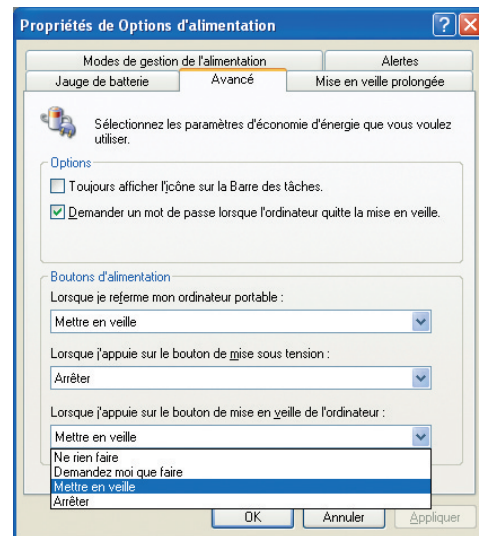 Propriétés de Options d'alimentation
Modes de gestion de l'alimentation
Alertes
Jauge de batterie
Avancé
Mise en veille prolongée
Sélectionnez les paramètres d'économie d'énergie que vous voulez
utiliser.
Options
Toujours afficher l'icône sur la Barre des tâches.
Demander un mot de passe lorsque l'ordinateur quitte la mise en veille.
Boutons d'alimentation
Lorsque je referme mon ordinateur portable :
Mettre en veille
Lorsque j'appuie sur le bouton de mise sous tension :
Arrêter
Lorsque j'appuie sur le bouton de mise en veille de l'ordinateur :
Mettre en veille
Ne rien faire
Demandez moi que faire
Mettre en veille
Arrêter
OK
Annuler
Appliquer